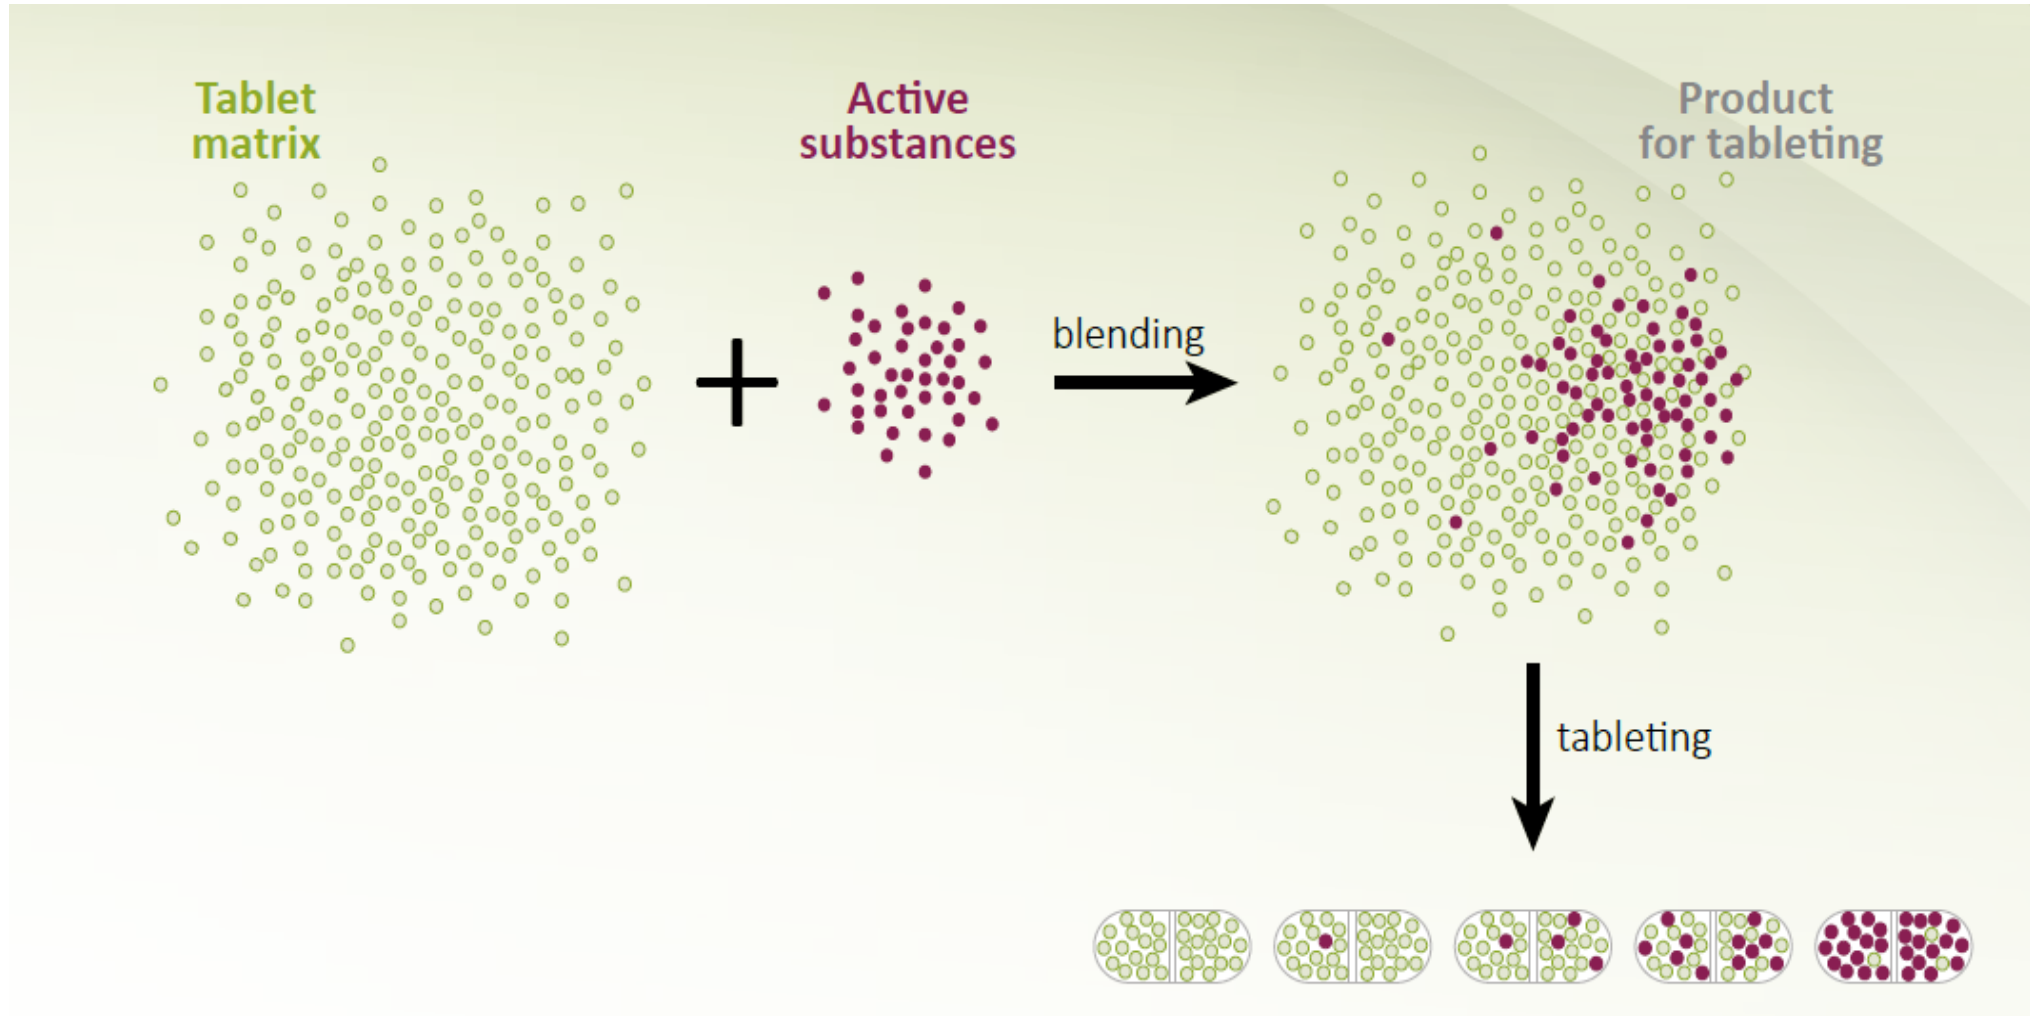 Tablet
matrix
Active
substances
Product
for tableting
blending
tableting